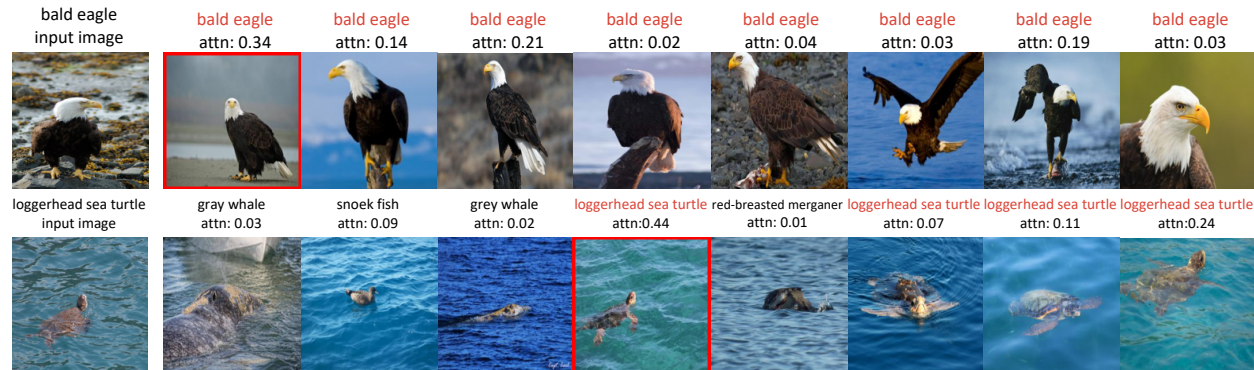 bald eagle
input image
bald eagle
attn: 0.34
bald eagle
attn: 0.14
bald eagle
attn: 0.21
bald eagle
attn: 0.02
bald eagle
attn: 0.04
bald eagle
attn: 0.03
bald eagle
attn: 0.19
bald eagle
attn: 0.03
loggerhead sea turtle
input image
gray whale
attn: 0.03
snoek fish
attn: 0.09
grey whale
attn: 0.02
loggerhead sea turtle
attn:0.44
red-breasted merganer
attn: 0.01
loggerhead sea turtle
attn: 0.07
loggerhead sea turtle
attn: 0.11
loggerhead sea turtle
attn:0.24